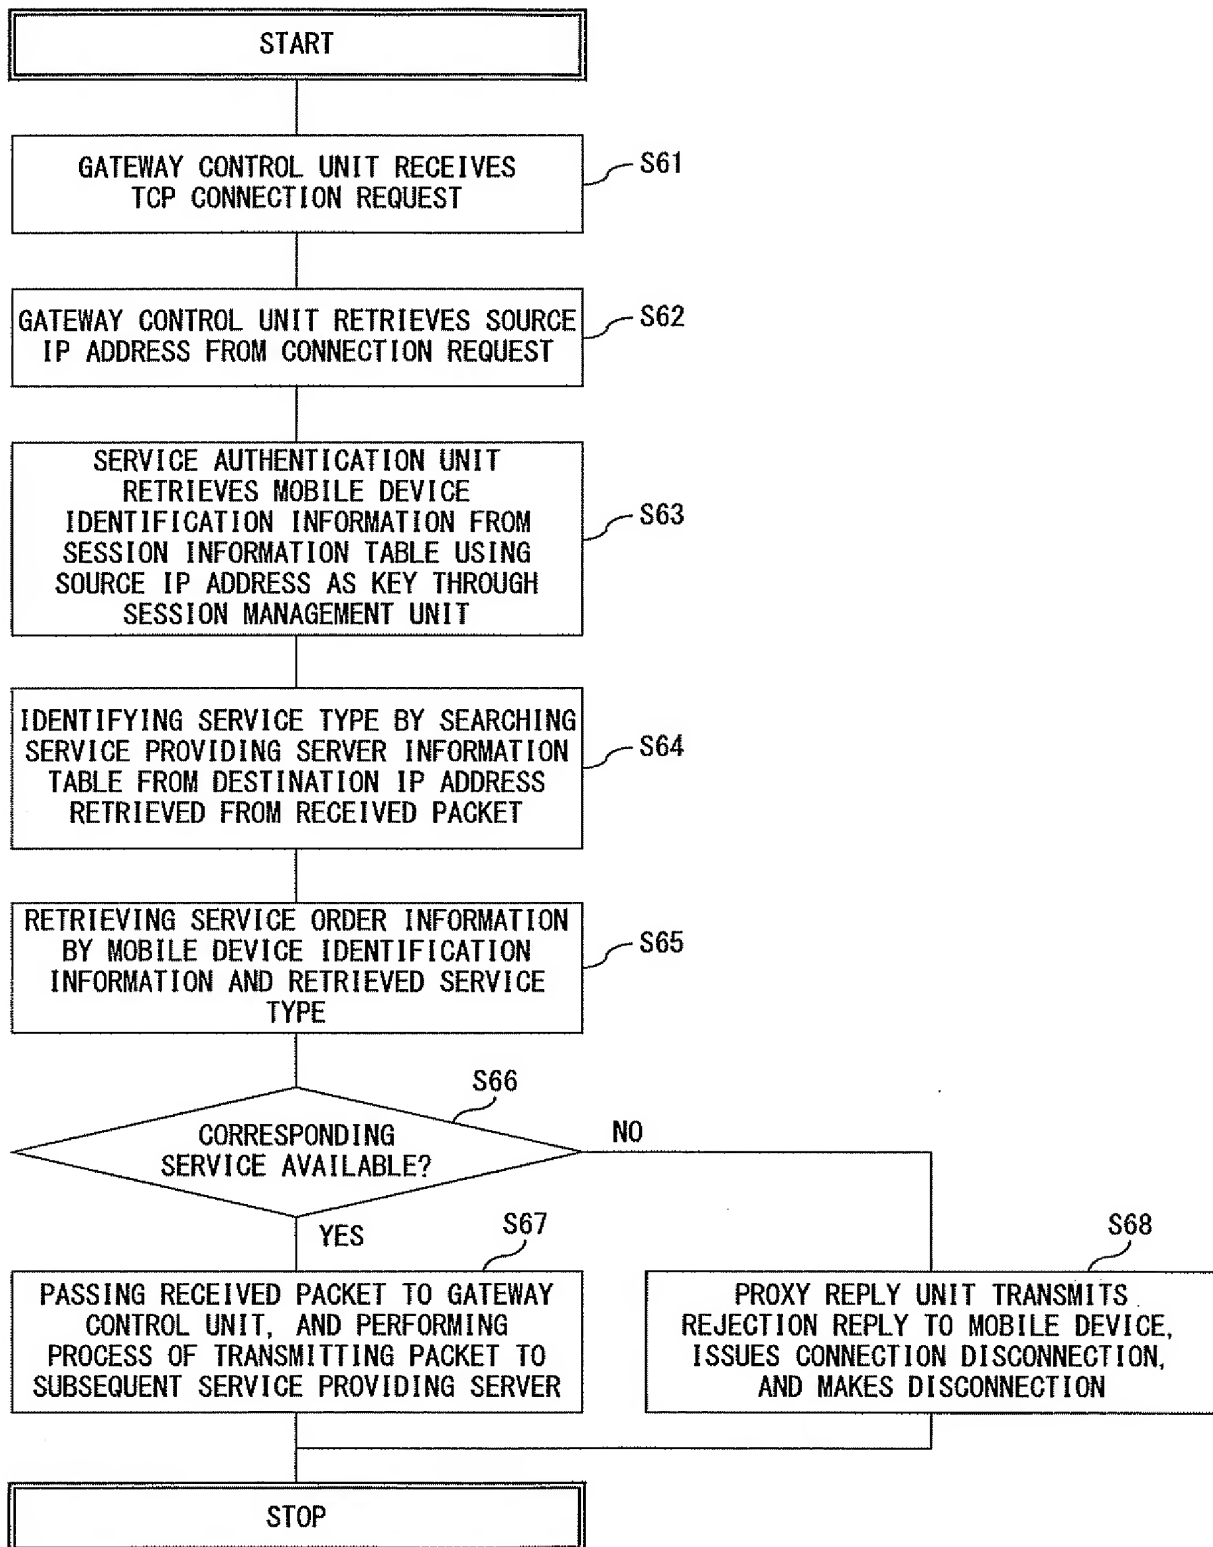 START
GATEWAY CONTROL UNIT RECEIVES
TCP CONNECTION REQUEST
S61
GATEWAY CONTROL UNIT RETRIEVES SOURCE
IP ADDRESS FROM CONNECTION REQUEST
S62
SERVICE AUTHENTICATION UNIT
RETRIEVES MOBILE DEVICE
IDENTIFICATION INFORMATION FROM
SESSION INFORMATION TABLE USING
SOURCE IP ADDRESS AS KEY THROUGH
SESSION MANAGEMENT UNIT
S63
IDENTIFYING SERVICE TYPE BY SEARCHING
SERVICE PROVIDING SERVER INFORMATION
TABLE FROM DESTINATION IP ADDRESS
RETRIEVED FROM RECEIVED PACKET
S64
RETRIEVING SERVICE ORDER INFORMATION
BY MOBILE DEVICE IDENTIFICATION
INFORMATION AND RETRIEVED SERVICE
TYPE
S65
S66
CORRESPONDING
SERVICE AVAILABLE?
NO
YES
S67
PASSING RECEIVED PACKET TO GATEWAY
CONTROL UNIT, AND PERFORMING
PROCESS OF TRANSMITTING PACKET TO
SUBSEQUENT SERVICE PROVIDING SERVER
S68
PROXY REPLY UNIT TRANSMITS
REJECTION REPLY TO MOBILE DEVICE,
ISSUES CONNECTION DISCONNECTION,
AND MAKES DISCONNECTION
STOP